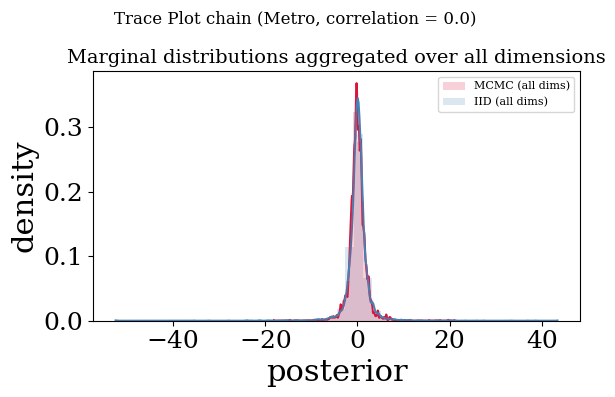 Trace Plot chain (Metro, correlation = 0.0)
Marginal distributions aggregated over all dimensions
MCMC (all dims)
IID (all dims)
density
0.3
0.2
0.1
0.0
−40 −20 0 20 40
posterior